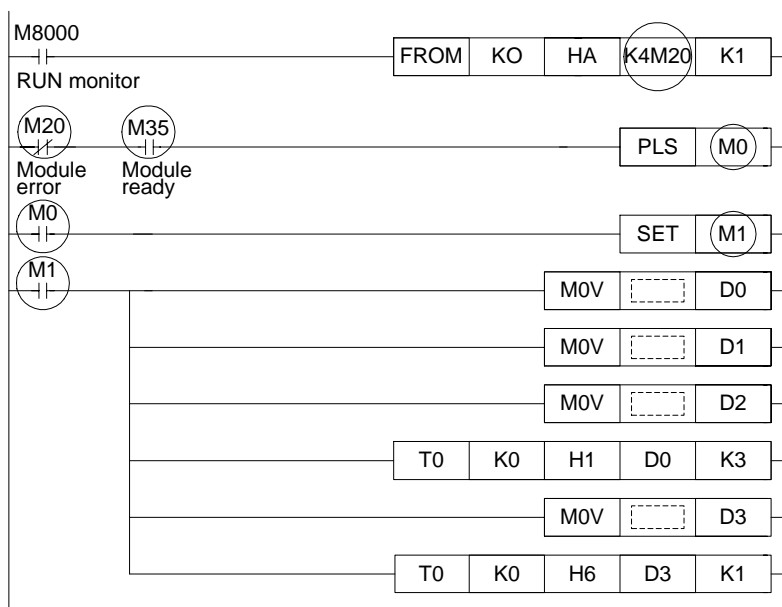 M8000
FROM KO HA K4M20 K1
RUN monitor
M20 M35
Module error Module ready
PLS M0
M0
SET M1
M1
M0V D0
M0V D1
M0V D2
T0 K0 H1 D0 K3
M0V D3
T0 K0 H6 D3 K1